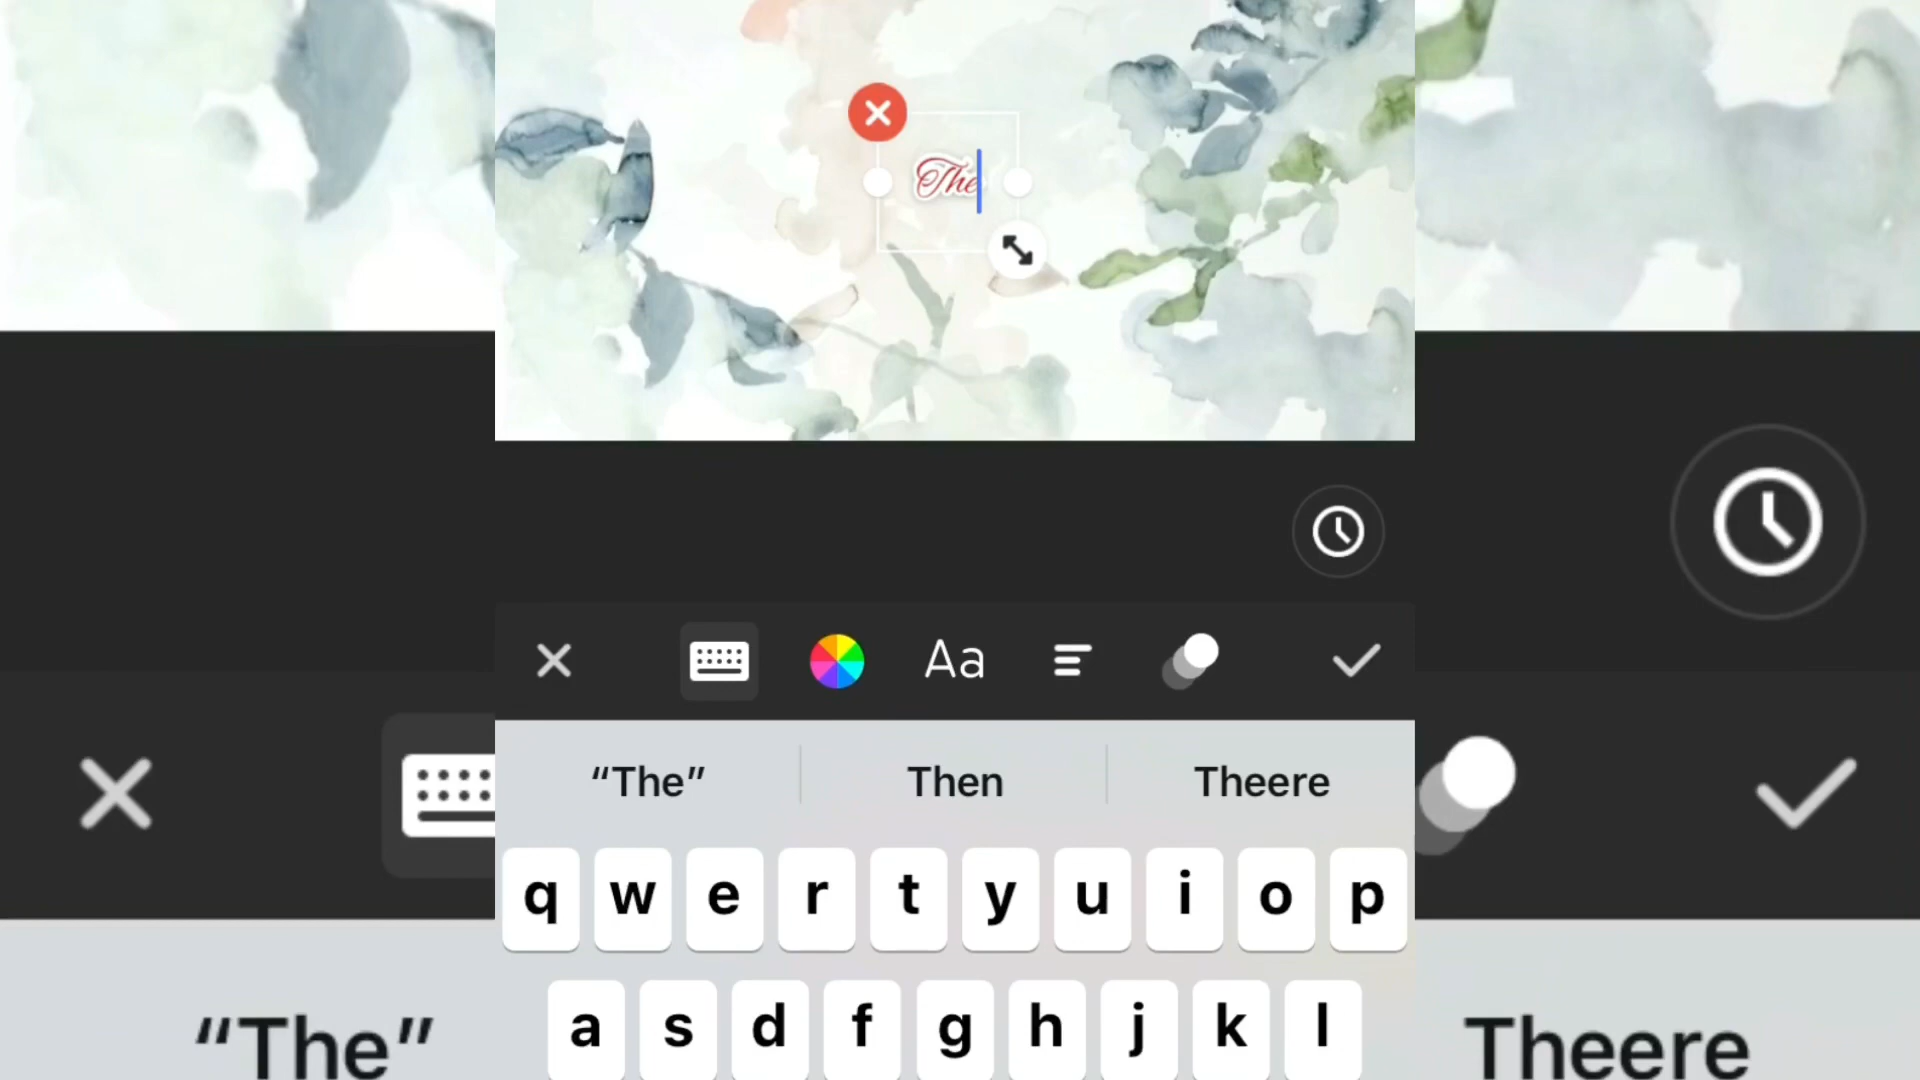 The
Aa
“The” Then Theere
q w e r t y u i o p
a s d f g h j k l
“The”
Theere